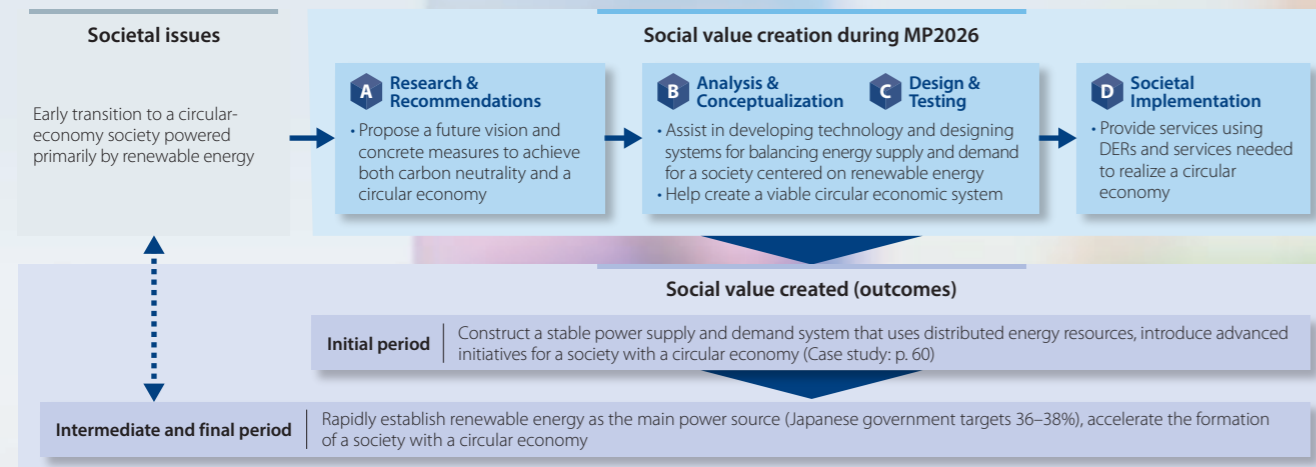 Societal issues
Early transition to a circular-
economy society powered
primarily by renewable energy
Social value creation during MP2026
A Research &
Recommendations
• Propose a future vision and
concrete measures to achieve
both carbon neutrality and a
circular economy
B Analysis &
Conceptualization
C Design &
Testing
• Assist in developing technology and designing
systems for balancing energy supply and demand
for a society centered on renewable energy
• Help create a viable circular economic system
D Societal
Implementation
• Provide services using
DERs and services needed
to realize a circular
economy
Social value created (outcomes)
Initial period
Construct a stable power supply and demand system that uses distributed energy resources, introduce advanced
initiatives for a society with a circular economy (Case study: p. 60)
Intermediate and final period
Rapidly establish renewable energy as the main power source (Japanese government targets 36–38%), accelerate the formation
of a society with a circular economy